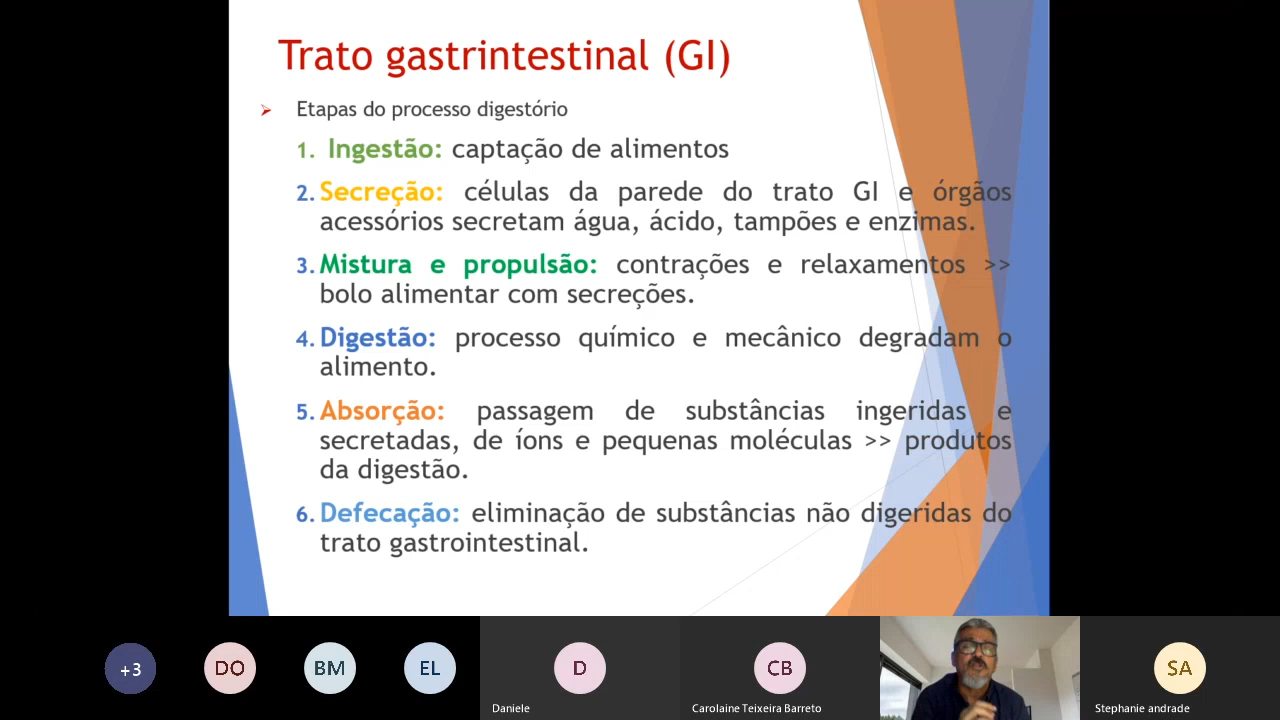 Trato gastrintestinal (GI)
Etapas do processo digestório
1. Ingestão: captação de alimentos
2. Secreção: células da parede do trato GI e órgãos
acessórios secretam água, ácido, tampões e enzimas.
3. Mistura e propulsão: contrações e relaxamentos >>
bolo alimentar com secreções.
4. Digestão: processo químico e mecânico degradam o
alimento.
5. Absorção: passagem de substâncias ingeridas e
secretadas, de íons e pequenas moléculas >> produtos
da digestão.
6. Defecação: eliminação de substâncias não digeridas do
trato gastrointestinal.
+3 DO BM EL D CB SA
Daniele Carolaine Teixeira Barreto Stephanie andrade